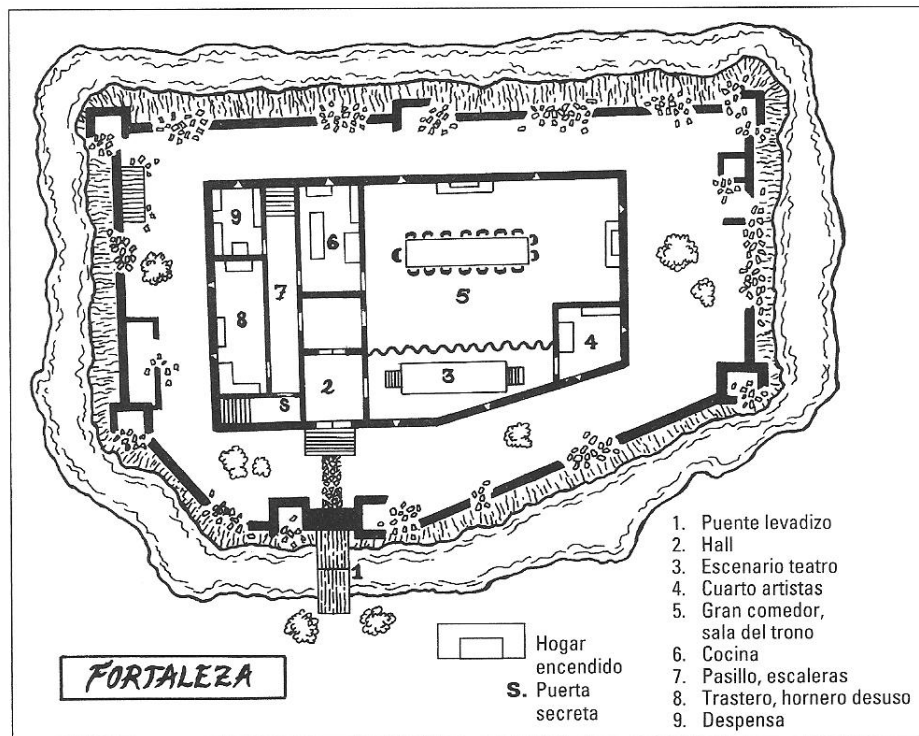 9
6
7
5
8
4
2
3
S
1
FORTALEZA
Hogar
encendido
S. Puerta
secreta
1. Puente levadizo
2. Hall
3. Escenario teatro
4. Cuarto artistas
5. Gran comedor,
sala del trono
6. Cocina
7. Pasillo, escaleras
8. Trastero, hornero desuso
9. Despensa